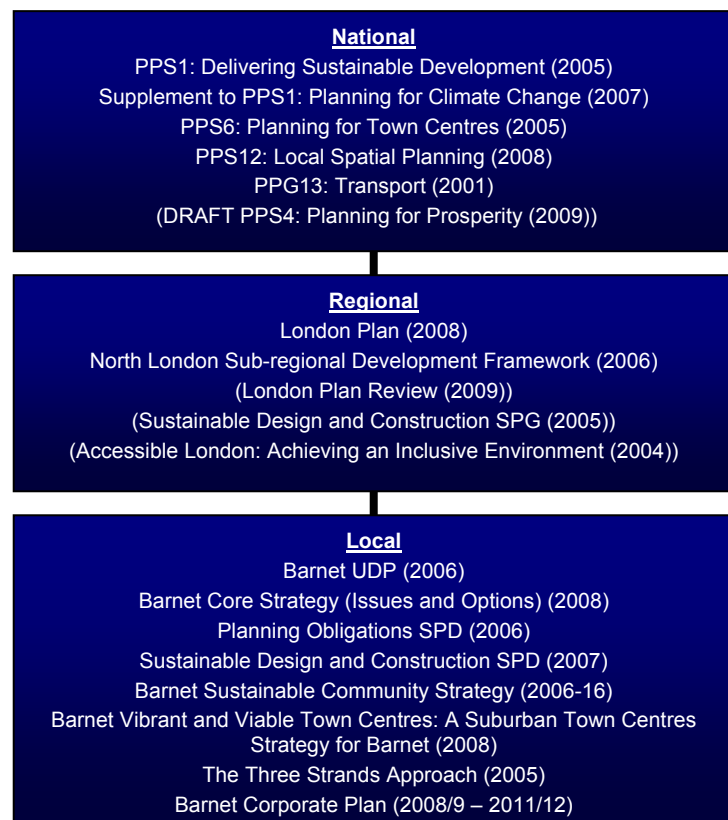 National
PPS1: Delivering Sustainable Development (2005)
Supplement to PPS1: Planning for Climate Change (2007)
PPS6: Planning for Town Centres (2005)
PPS12: Local Spatial Planning (2008)
PPG13: Transport (2001)
(DRAFT PPS4: Planning for Prosperity (2009))
Regional
London Plan (2008)
North London Sub-regional Development Framework (2006)
(London Plan Review (2009))
(Sustainable Design and Construction SPG (2005))
(Accessible London: Achieving an Inclusive Environment (2004))
Local
Barnet UDP (2006)
Barnet Core Strategy (Issues and Options) (2008)
Planning Obligations SPD (2006)
Sustainable Design and Construction SPD (2007)
Barnet Sustainable Community Strategy (2006-16)
Barnet Vibrant and Viable Town Centres: A Suburban Town Centres
Strategy for Barnet (2008)
The Three Strands Approach (2005)
Barnet Corporate Plan (2008/9 – 2011/12)